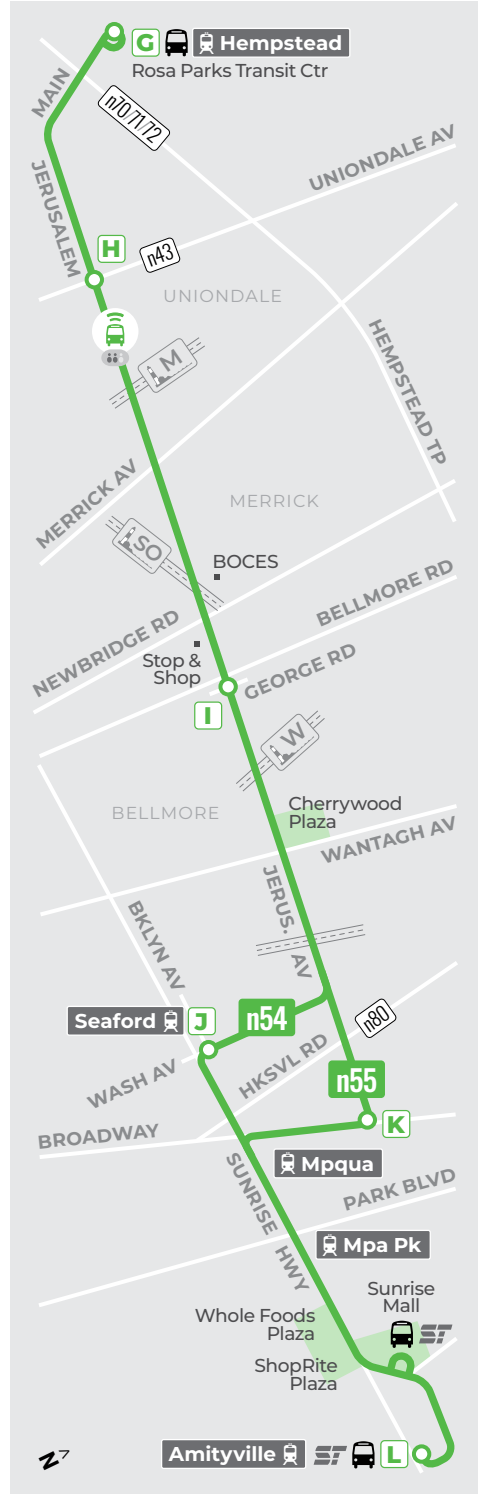 G Hempstead
Rosa Parks Transit Ctr
MAIN
n70/71/72
UNIONDALE AV
JERUSALEM
H
n43
UNIONDALE
HEMPSTEAD TP
M
MERRICK AV
MERRICK
SO
BOCES
BELLMORE RD
NEWBRIDGE RD
Stop &
Shop
GEORGE RD
I
W
BELLMORE
Cherrywood
Plaza
WANTAGH AV
JERUS. AV
BKLYN AV
Seaford J
n54
n80
WASH AV
HKSVL RD
n55
BROADWAY
K
Mpqua
SUNRISE HWY
PARK BLVD
Mpa Pk
Sunrise
Mall
Whole Foods
Plaza
ST
ShopRite
Plaza
N
Amityville ST L